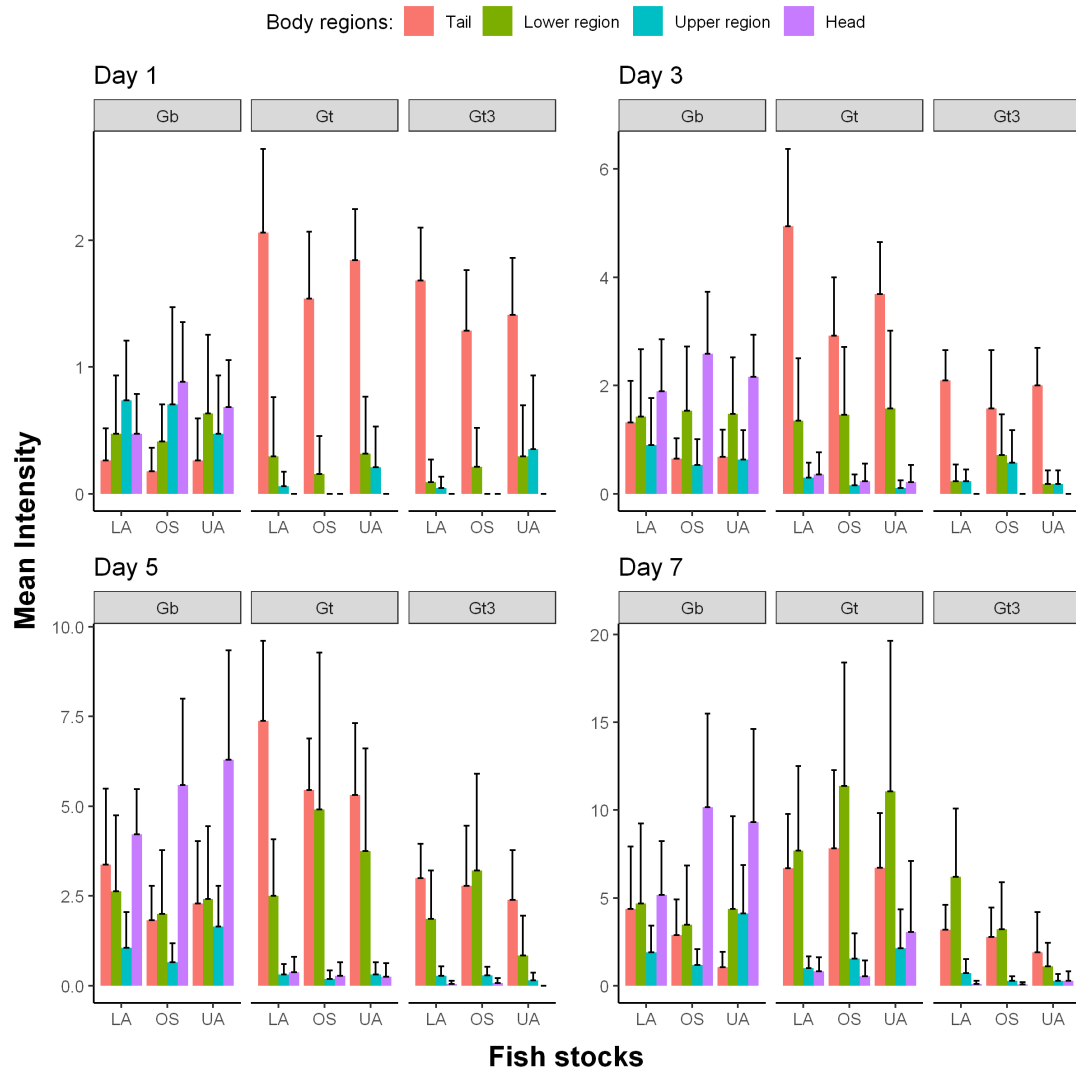 Body regions: Tail Lower region Upper region Head
Day 1
Gb Gt Gt3
2
1
0
LA OS UA LA OS UA LA OS UA
Day 3
Gb Gt Gt3
6
4
2
0
LA OS UA LA OS UA LA OS UA
Mean Intensity
Day 5
Gb Gt Gt3
10.0
7.5
5.0
2.5
0.0
LA OS UA LA OS UA LA OS UA
Day 7
Gb Gt Gt3
20
15
10
5
0
LA OS UA LA OS UA LA OS UA
Fish stocks